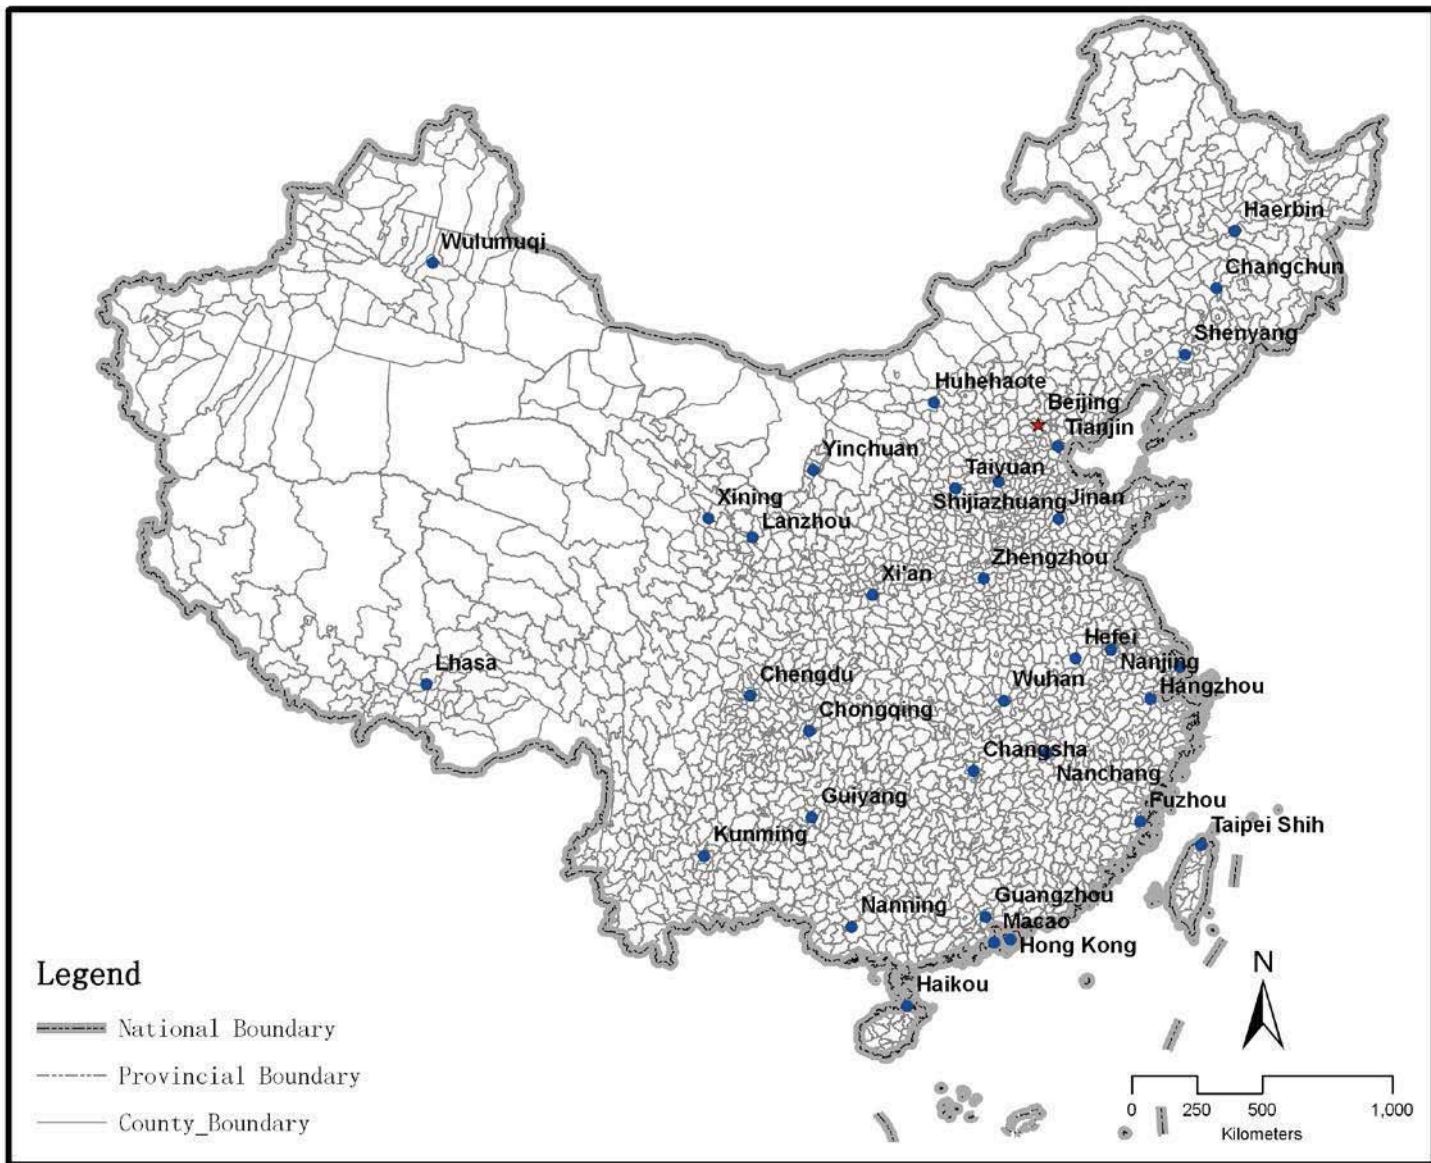 Haerbin
Wulumuqi
Changchun
Shenyang
Huhehaote
Beijing
Tianjin
Yinchuan
Taiyuan
Xining
Shijiazhuang
Jinan
Lanzhou
Zhengzhou
Xi'an
Hefei
Lhasa
Nanjing
Chengdu
Wuhan
Hangzhou
Chongqing
Changsha
Nanchang
Guiyang
Fuzhou
Kunming
Taipei Shih
Guangzhou
Nanning
Macao
Hong Kong
Haikou
Legend
National Boundary
Provincial Boundary
County_Boundary
N
0 250 500 1,000
Kilometers